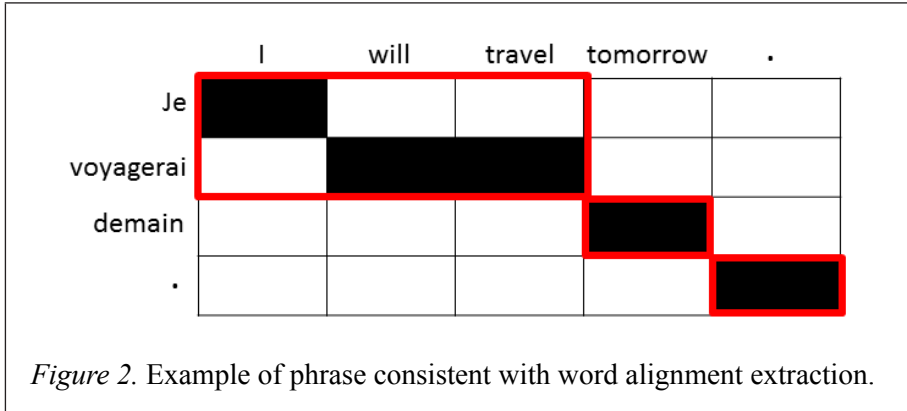 I will travel tomorrow .
Je
voyagerai
demain
.
Figure 2. Example of phrase consistent with word alignment extraction.